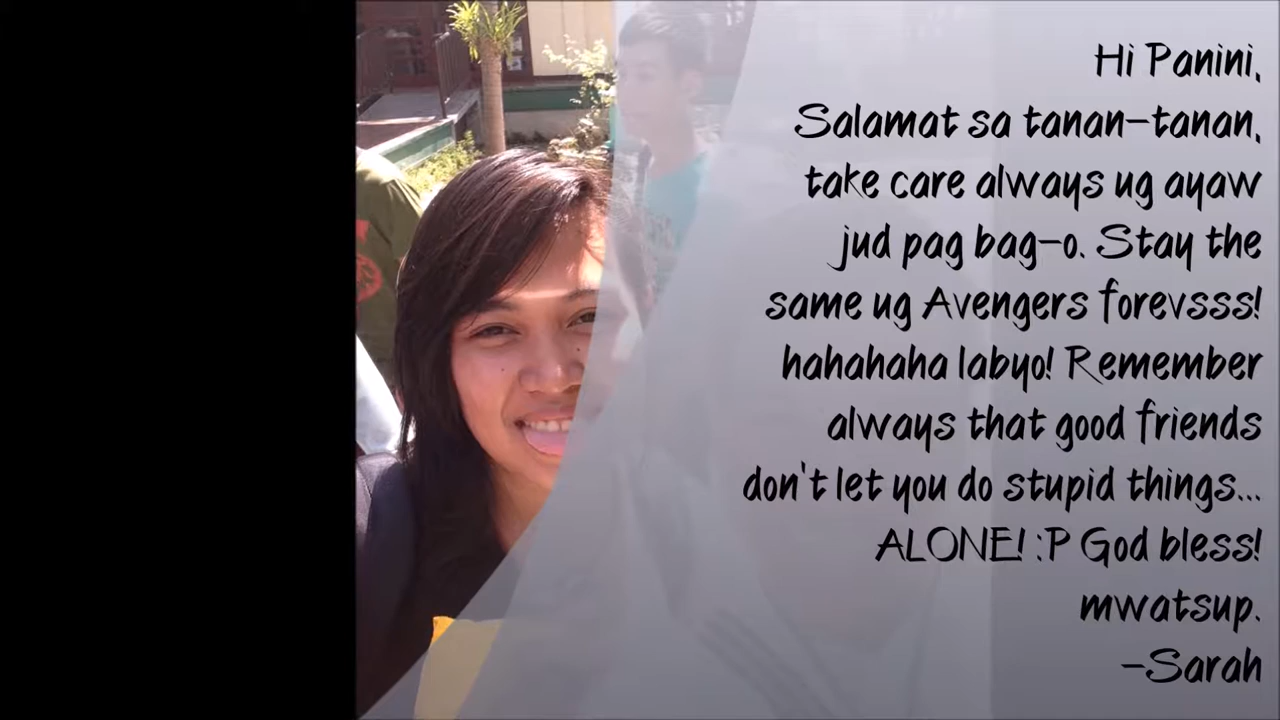 Hi Panini,
Salamat sa tanan-tanan,
take care always ug ayaw
jud pag bag-o. Stay the
same ug Avengers forevsss!
hahahaha labyo! Remember
always that good friends
don't let you do stupid things...
ALONE! :P God bless!
mwatsup.
-Sarah